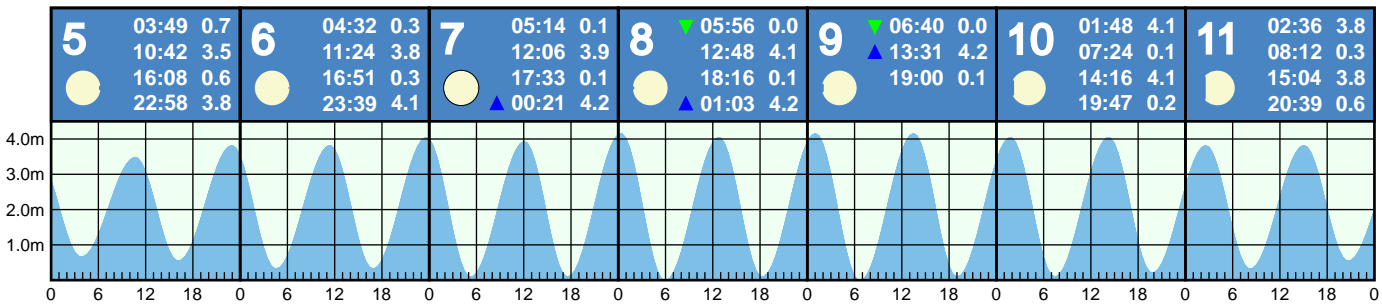 5
03:49 0.7
10:42 3.5
16:08 0.6
22:58 3.8
6
04:32 0.3
11:24 3.8
16:51 0.3
23:39 4.1
7
05:14 0.1
12:06 3.9
17:33 0.1
▲ 00:21 4.2
8
▼ 05:56 0.0
12:48 4.1
18:16 0.1
▲ 01:03 4.2
9
▼ 06:40 0.0
▲ 13:31 4.2
19:00 0.1
10
01:48 4.1
07:24 0.1
14:16 4.1
19:47 0.2
11
02:36 3.8
08:12 0.3
15:04 3.8
20:39 0.6
4.0m
3.0m
2.0m
1.0m
0 6 12 18 0 6 12 18 0 6 12 18 0 6 12 18 0 6 12 18 0 6 12 18 0 6 12 18 0